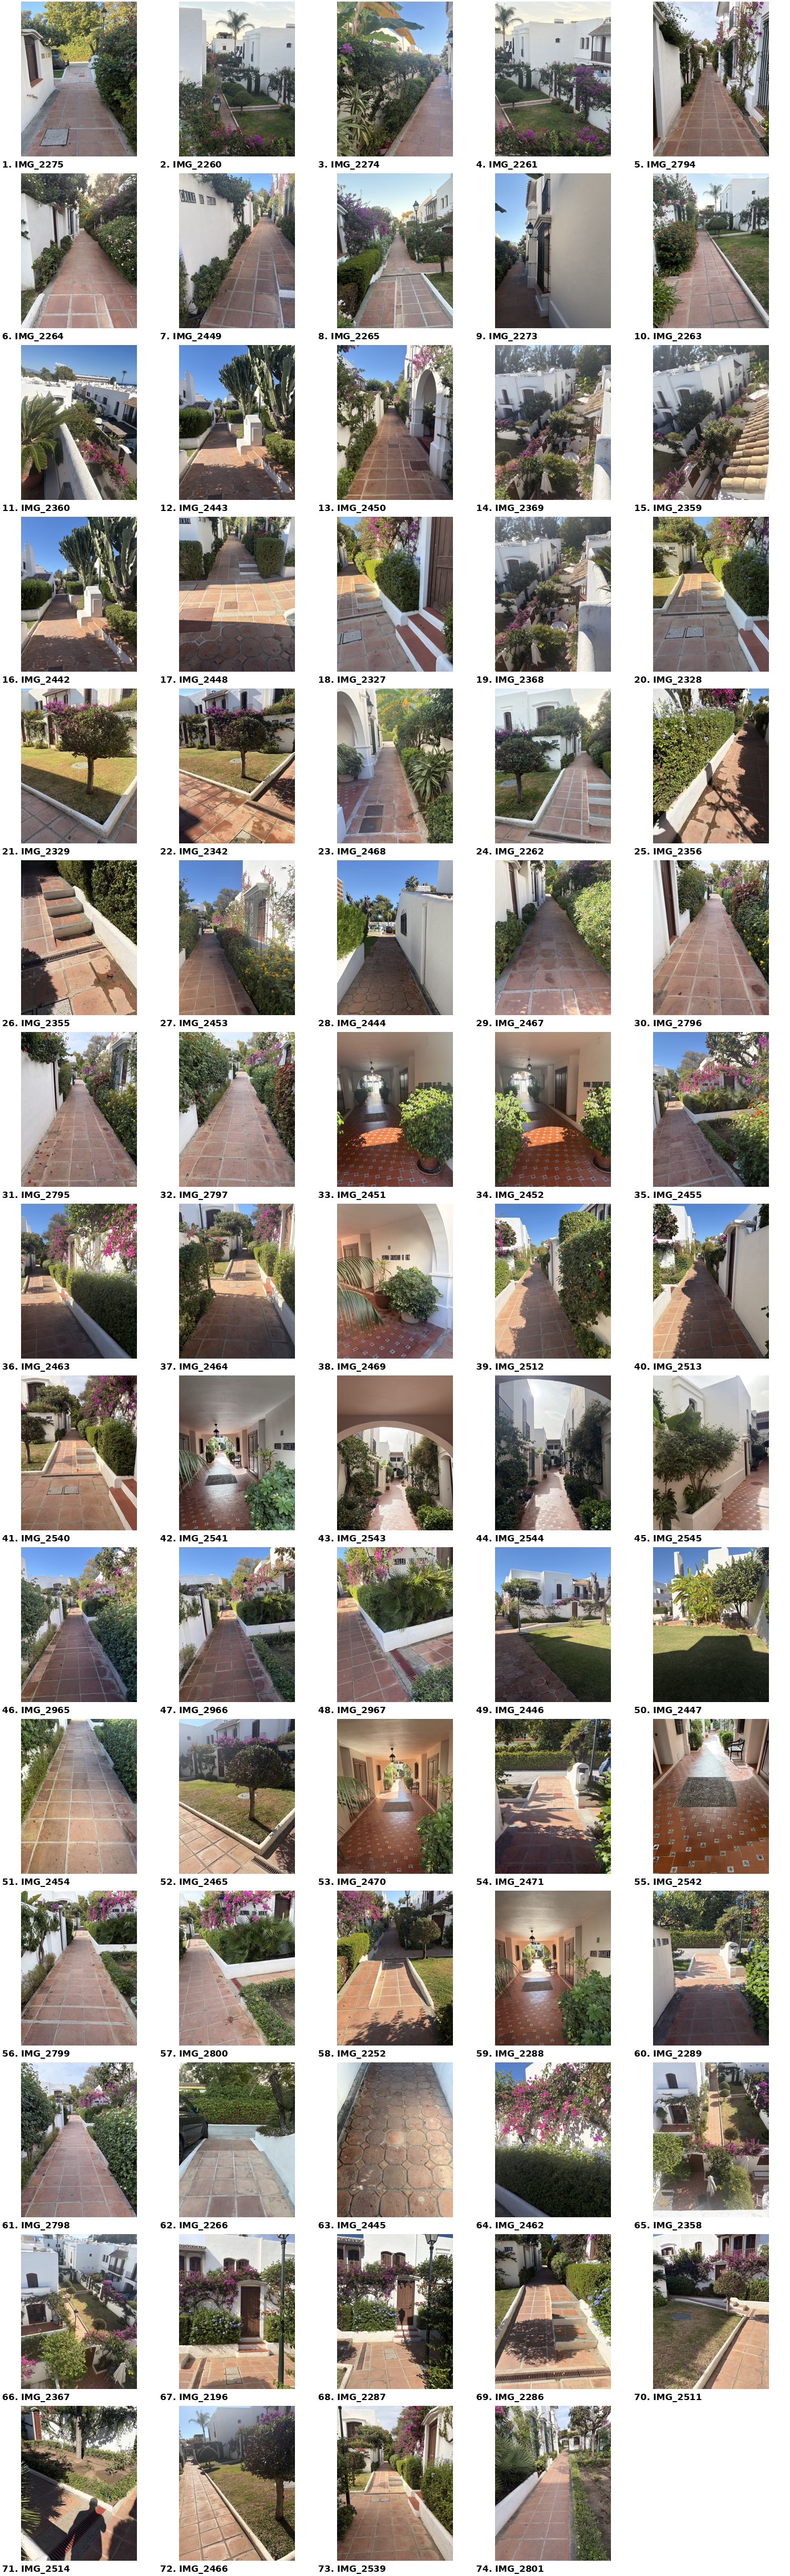 1. IMG_2275 2. IMG_2260 3. IMG_2274 4. IMG_2261 5. IMG_2794
6. IMG_2264 7. IMG_2449 8. IMG_2265 9. IMG_2273 10. IMG_2263
11. IMG_2360 12. IMG_2443 13. IMG_2450 14. IMG_2369 15. IMG_2359
16. IMG_2442 17. IMG_2448 18. IMG_2327 19. IMG_2368 20. IMG_2328
21. IMG_2329 22. IMG_2342 23. IMG_2468 24. IMG_2262 25. IMG_2356
26. IMG_2355 27. IMG_2453 28. IMG_2444 29. IMG_2467 30. IMG_2796
31. IMG_2795 32. IMG_2797 33. IMG_2451 34. IMG_2452 35. IMG_2455
36. IMG_2463 37. IMG_2464 38. IMG_2469 39. IMG_2512 40. IMG_2513
41. IMG_2540 42. IMG_2541 43. IMG_2543 44. IMG_2544 45. IMG_2545
46. IMG_2965 47. IMG_2966 48. IMG_2967 49. IMG_2446 50. IMG_2447
51. IMG_2454 52. IMG_2465 53. IMG_2470 54. IMG_2471 55. IMG_2542
56. IMG_2799 57. IMG_2800 58. IMG_2252 59. IMG_2288 60. IMG_2289
61. IMG_2798 62. IMG_2266 63. IMG_2445 64. IMG_2462 65. IMG_2358
66. IMG_2367 67. IMG_2196 68. IMG_2287 69. IMG_2286 70. IMG_2511
71. IMG_2514 72. IMG_2466 73. IMG_2539 74. IMG_2801